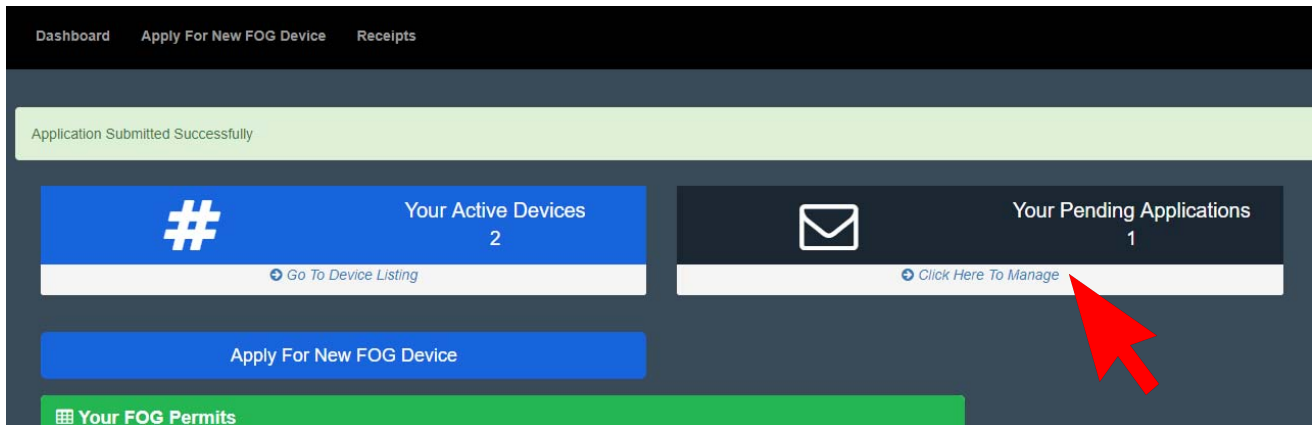 Dashboard Apply For New FOG Device Receipts
Application Submitted Successfully
Your Active Devices
2
Go To Device Listing
Your Pending Applications
1
Click Here To Manage
Apply For New FOG Device
Your FOG Permits